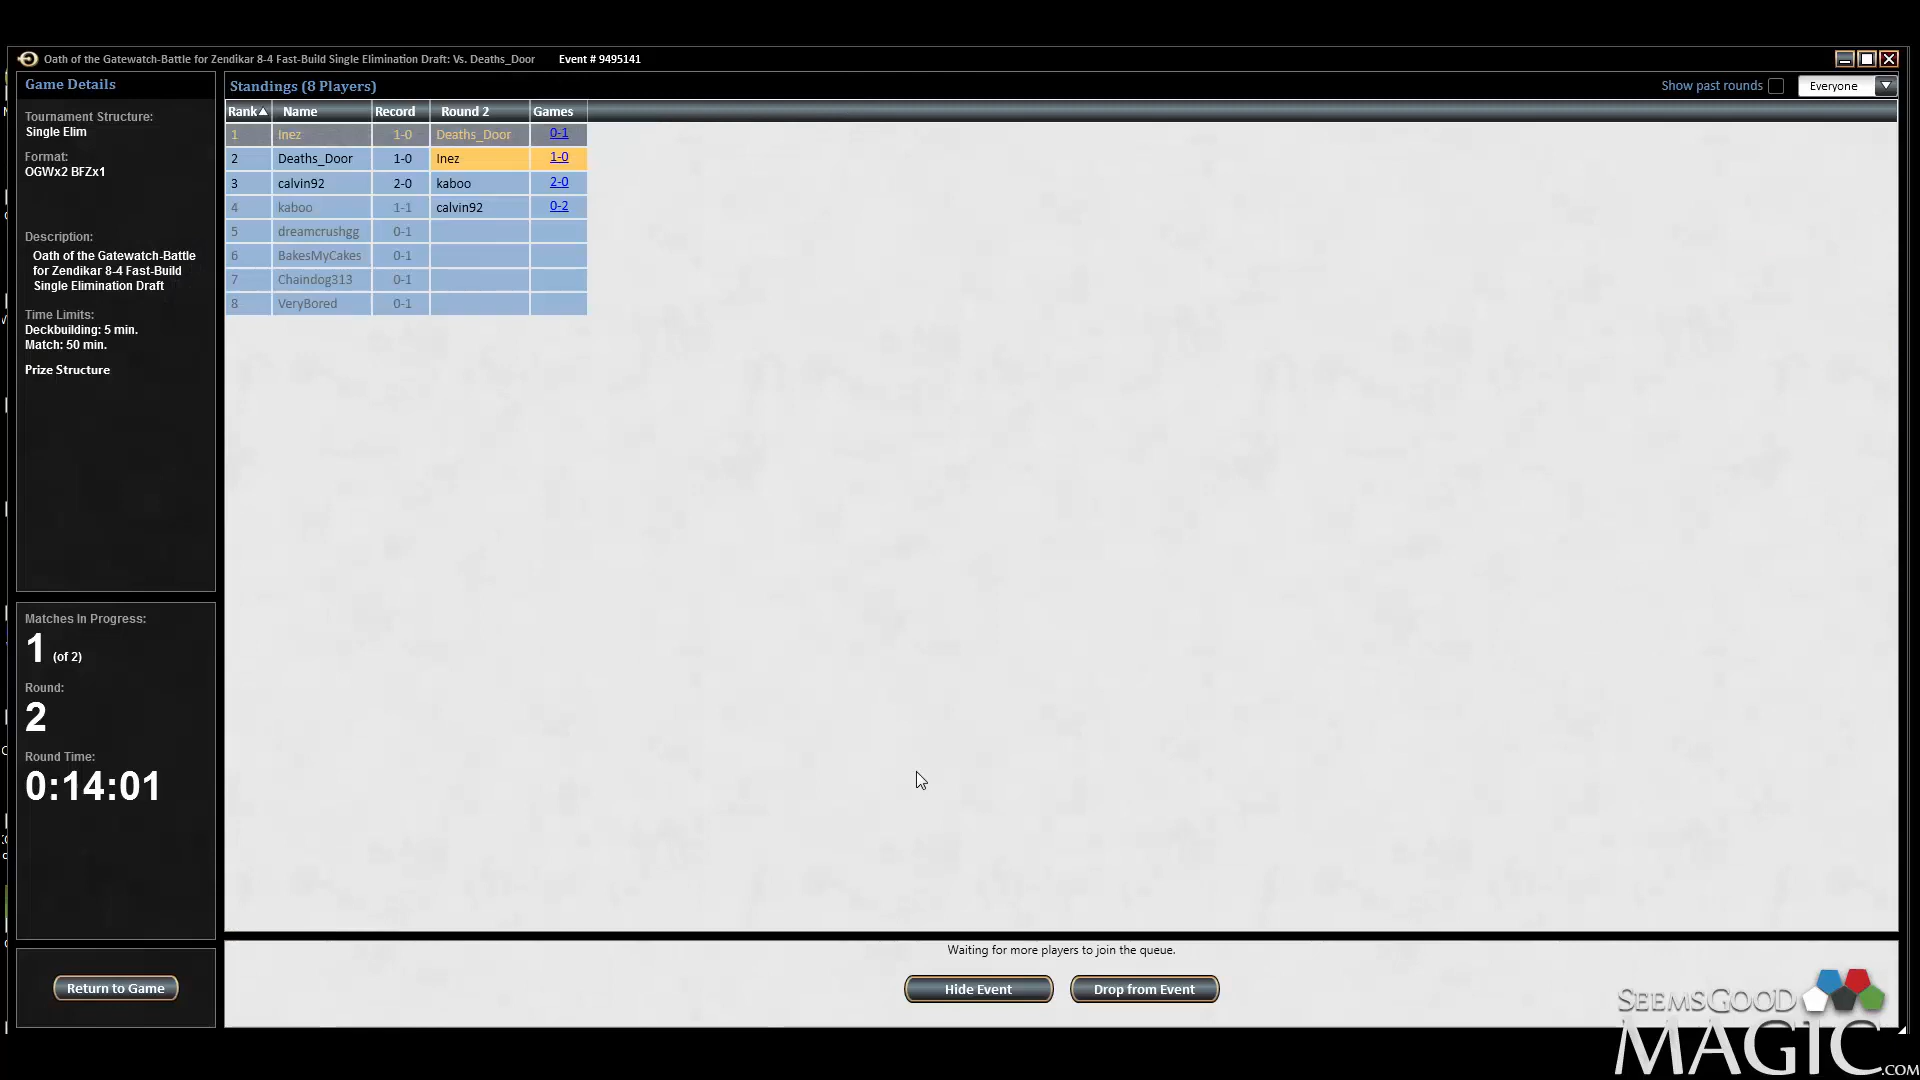 Oath of the Gatewatch-Battle for Zendikar 8-4 Fast-Build Single Elimination Draft: Vs. Deaths_Door Event # 9495141
Game Details
Tournament Structure:
Single Elim
Format:
OGWx2 BFZx1
Description:
Oath of the Gatewatch-Battle
for Zendikar 8-4 Fast-Build
Single Elimination Draft
Time Limits:
Deckbuilding: 5 min.
Match: 50 min.
Prize Structure
Matches In Progress:
1 (of 2)
Round:
2
Round Time:
0:14:01
Return to Game
Standings (8 Players)
Show past rounds
Everyone
Rank Name Record Round 2 Games
1 Inez 1-0 Deaths_Door 0-1
2 Deaths_Door 1-0 Inez 1-0
3 calvin92 2-0 kaboo 2-0
4 kaboo 1-1 calvin92 0-2
5 dreamcrushgg 0-1
6 BakesMyCakes 0-1
7 Chaindog313 0-1
8 VeryBored 0-1
Waiting for more players to join the queue.
Hide Event
Drop from Event
SEEMSGOOD
MAGIC.COM